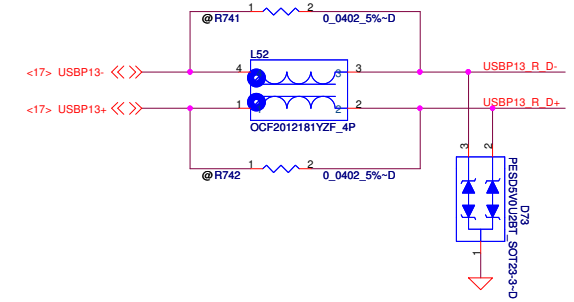 1 2
@R741 0_0402_5%~D
L52
<17> USBP13- 4 3 3 USBP13_R_D-
<17> USBP13+ 1 2 2 USBP13_R_D+
OCF2012181YZF_4P
1 2
@R742 0_0402_5%~D
3 2
D73
PESD5V0U2BT_SOT23-3~D
1